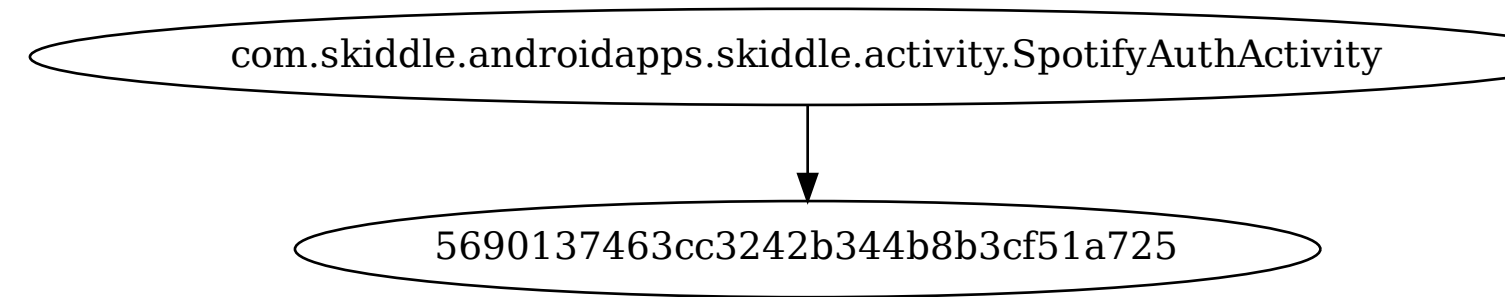 com.skiddle.androidapps.skiddle.activity.SpotifyAuthActivity
5690137463cc3242b344b8b3cf51a725